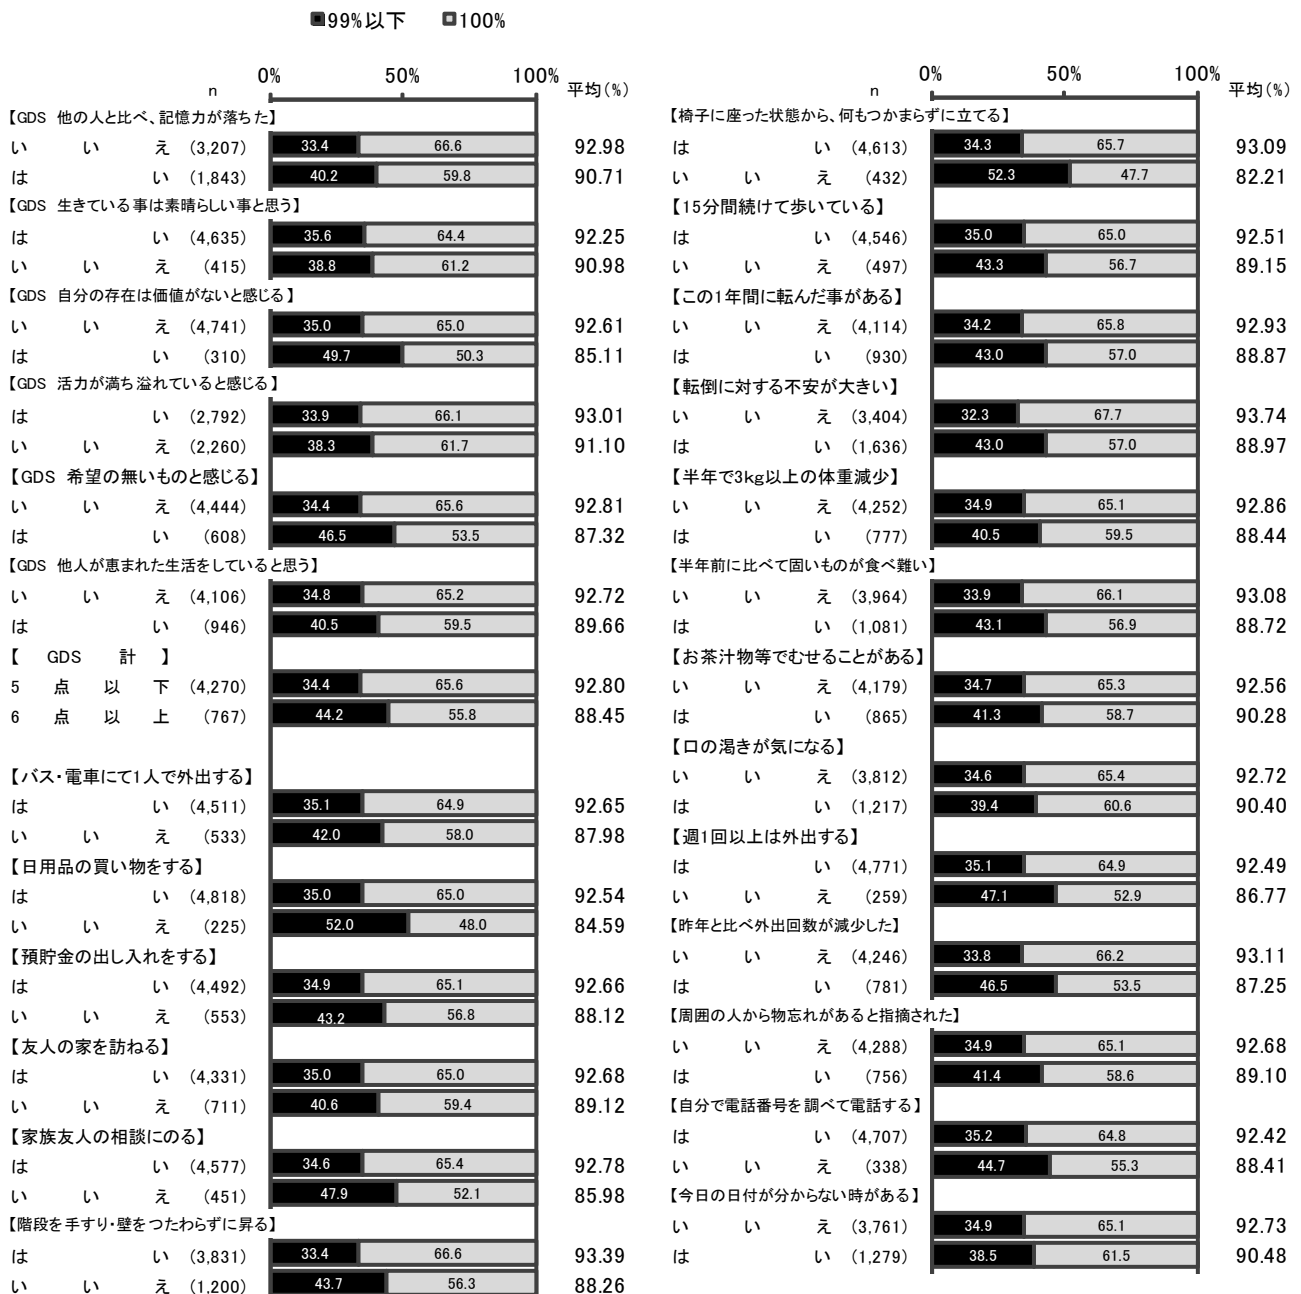 ■99%以下 □100%
0% 50% 100%
n 平均(%)
【GDS 他の人と比べ、記憶力が落ちた】
いいえ (3,207) 33.4 66.6 92.98
はい (1,843) 40.2 59.8 90.71
【GDS 生きている事は素晴らしい事と思う】
はい (4,635) 35.6 64.4 92.25
いいえ (415) 38.8 61.2 90.98
【GDS 自分の存在は価値がないと感じる】
いいえ (4,741) 35.0 65.0 92.61
はい (310) 49.7 50.3 85.11
【GDS 活力が満ち溢れていると感じる】
はい (2,792) 33.9 66.1 93.01
いいえ (2,260) 38.3 61.7 91.10
【GDS 希望の無いものと感じる】
いいえ (4,444) 34.4 65.6 92.81
はい (608) 46.5 53.5 87.32
【GDS 他人が恵まれた生活をしていると思う】
いいえ (4,106) 34.8 65.2 92.72
はい (946) 40.5 59.5 89.66
【 GDS 計 】
5点以下 (4,270) 34.4 65.6 92.80
6点以上 (767) 44.2 55.8 88.45
【バス・電車にて1人で外出する】
はい (4,511) 35.1 64.9 92.65
いいえ (533) 42.0 58.0 87.98
【日用品の買い物をする】
はい (4,818) 35.0 65.0 92.54
いいえ (225) 52.0 48.0 84.59
【預貯金の出し入れをする】
はい (4,492) 34.9 65.1 92.66
いいえ (553) 43.2 56.8 88.12
【友人の家を訪ねる】
はい (4,331) 35.0 65.0 92.68
いいえ (711) 40.6 59.4 89.12
【家族友人の相談にのる】
はい (4,577) 34.6 65.4 92.78
いいえ (451) 47.9 52.1 85.98
【階段を手すり・壁をつたわらずに昇る】
はい (3,831) 33.4 66.6 93.39
いいえ (1,200) 43.7 56.3 88.26
0% 50% 100%
n 平均(%)
【椅子に座った状態から、何もつかまらずに立てる】
はい (4,613) 34.3 65.7 93.09
いいえ (432) 52.3 47.7 82.21
【15分間続けて歩いている】
はい (4,546) 35.0 65.0 92.51
いいえ (497) 43.3 56.7 89.15
【この1年間に転んだ事がある】
いいえ (4,114) 34.2 65.8 92.93
はい (930) 43.0 57.0 88.87
【転倒に対する不安が大きい】
いいえ (3,404) 32.3 67.7 93.74
はい (1,636) 43.0 57.0 88.97
【半年で3kg以上の体重減少】
いいえ (4,252) 34.9 65.1 92.86
はい (777) 40.5 59.5 88.44
【半年前に比べて固いものが食べ難い】
いいえ (3,964) 33.9 66.1 93.08
はい (1,081) 43.1 56.9 88.72
【お茶汁物等でむせることがある】
いいえ (4,179) 34.7 65.3 92.56
はい (865) 41.3 58.7 90.28
【口の渇きが気になる】
いいえ (3,812) 34.6 65.4 92.72
はい (1,217) 39.4 60.6 90.40
【週1回以上は外出する】
はい (4,771) 35.1 64.9 92.49
いいえ (259) 47.1 52.9 86.77
【昨年と比べ外出回数が減少した】
いいえ (4,246) 33.8 66.2 93.11
はい (781) 46.5 53.5 87.25
【周囲の人から物忘れがあると指摘された】
いいえ (4,288) 34.9 65.1 92.68
はい (756) 41.4 58.6 89.10
【自分で電話番号を調べて電話する】
はい (4,707) 35.2 64.8 92.42
いいえ (338) 44.7 55.3 88.41
【今日の日付が分からない時がある】
いいえ (3,761) 34.9 65.1 92.73
はい (1,279) 38.5 61.5 90.48